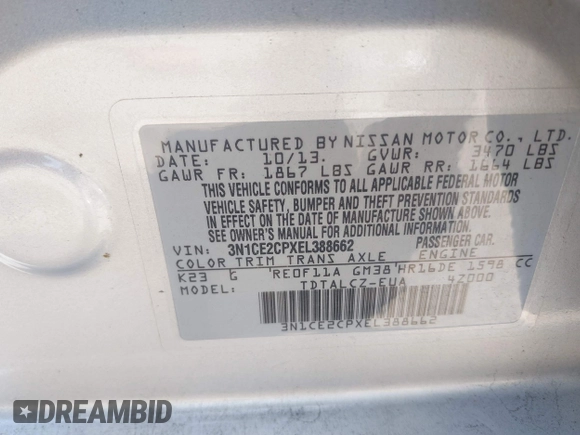 MANUFACTURED BY NISSAN MOTOR CO., LTD.
DATE: 10/13. GVWR: 3470 LBS
GAWR FR: 1867 LBS GAWR RR: 1664 LBS
THIS VEHICLE CONFORMS TO ALL APPLICABLE FEDERAL MOTOR
VEHICLE SAFETY, BUMPER AND THEFT PREVENTION STANDARDS
IN EFFECT ON THE DATE OF MANUFACTURE SHOWN ABOVE.
SEE OWNER'S MANUAL FOR ADDITIONAL INFORMATION.
VIN: 3N1CE2CPXEL388662 PASSENGER CAR.
COLOR TRIM TRANS AXLE ENGINE
K23 G RE0F11A GM38 HR16DE 1598 CC
MODEL: TDTALCZ-EUA 4Z000
3N1CE2CPXEL388662
DREAMBID